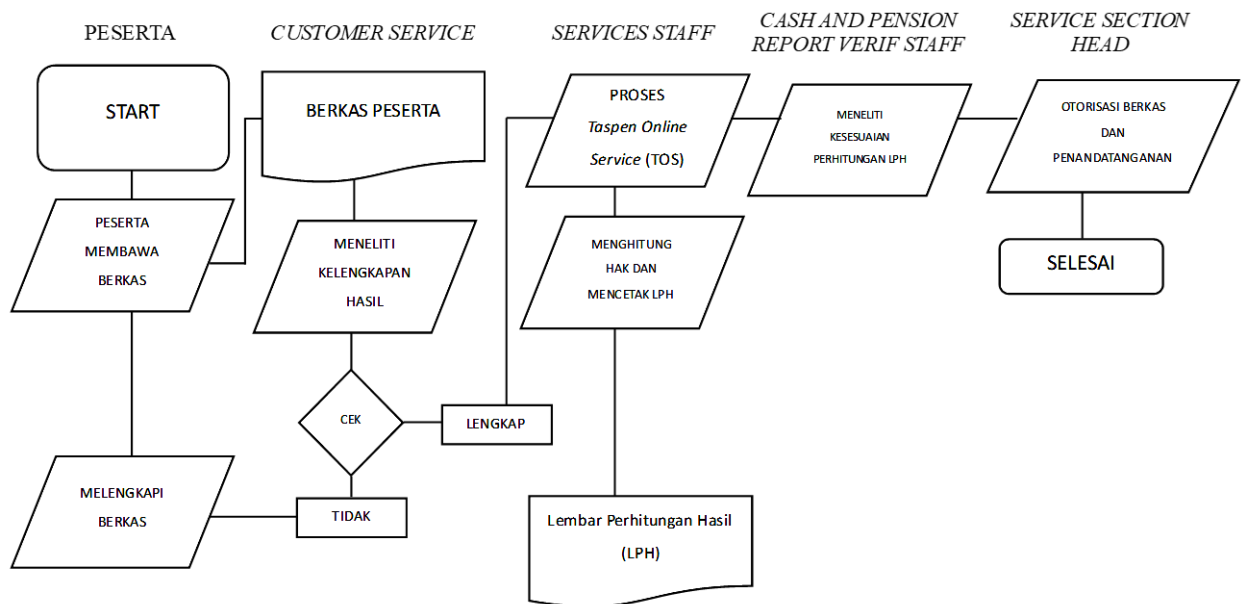 PESERTA
CUSTOMER SERVICE
SERVICES STAFF
CASH AND PENSION
REPORT VERIF STAFF
SERVICE SECTION
HEAD
START
BERKAS PESERTA
PROSES
Taspen Online
Service (TOS)
MENELITI
KESESUAIAN
PERHITUNGAN LPH
OTORISASI BERKAS
DAN
PENANDATANGANAN
PESERTA
MEMBAWA
BERKAS
MENELITI
KELENGKAPAN
HASIL
MENGHITUNG
HAK DAN
MENCETAK LPH
SELESAI
CEK
LENGKAP
MELENGKAPI
BERKAS
TIDAK
Lembar Perhitungan Hasil
(LPH)